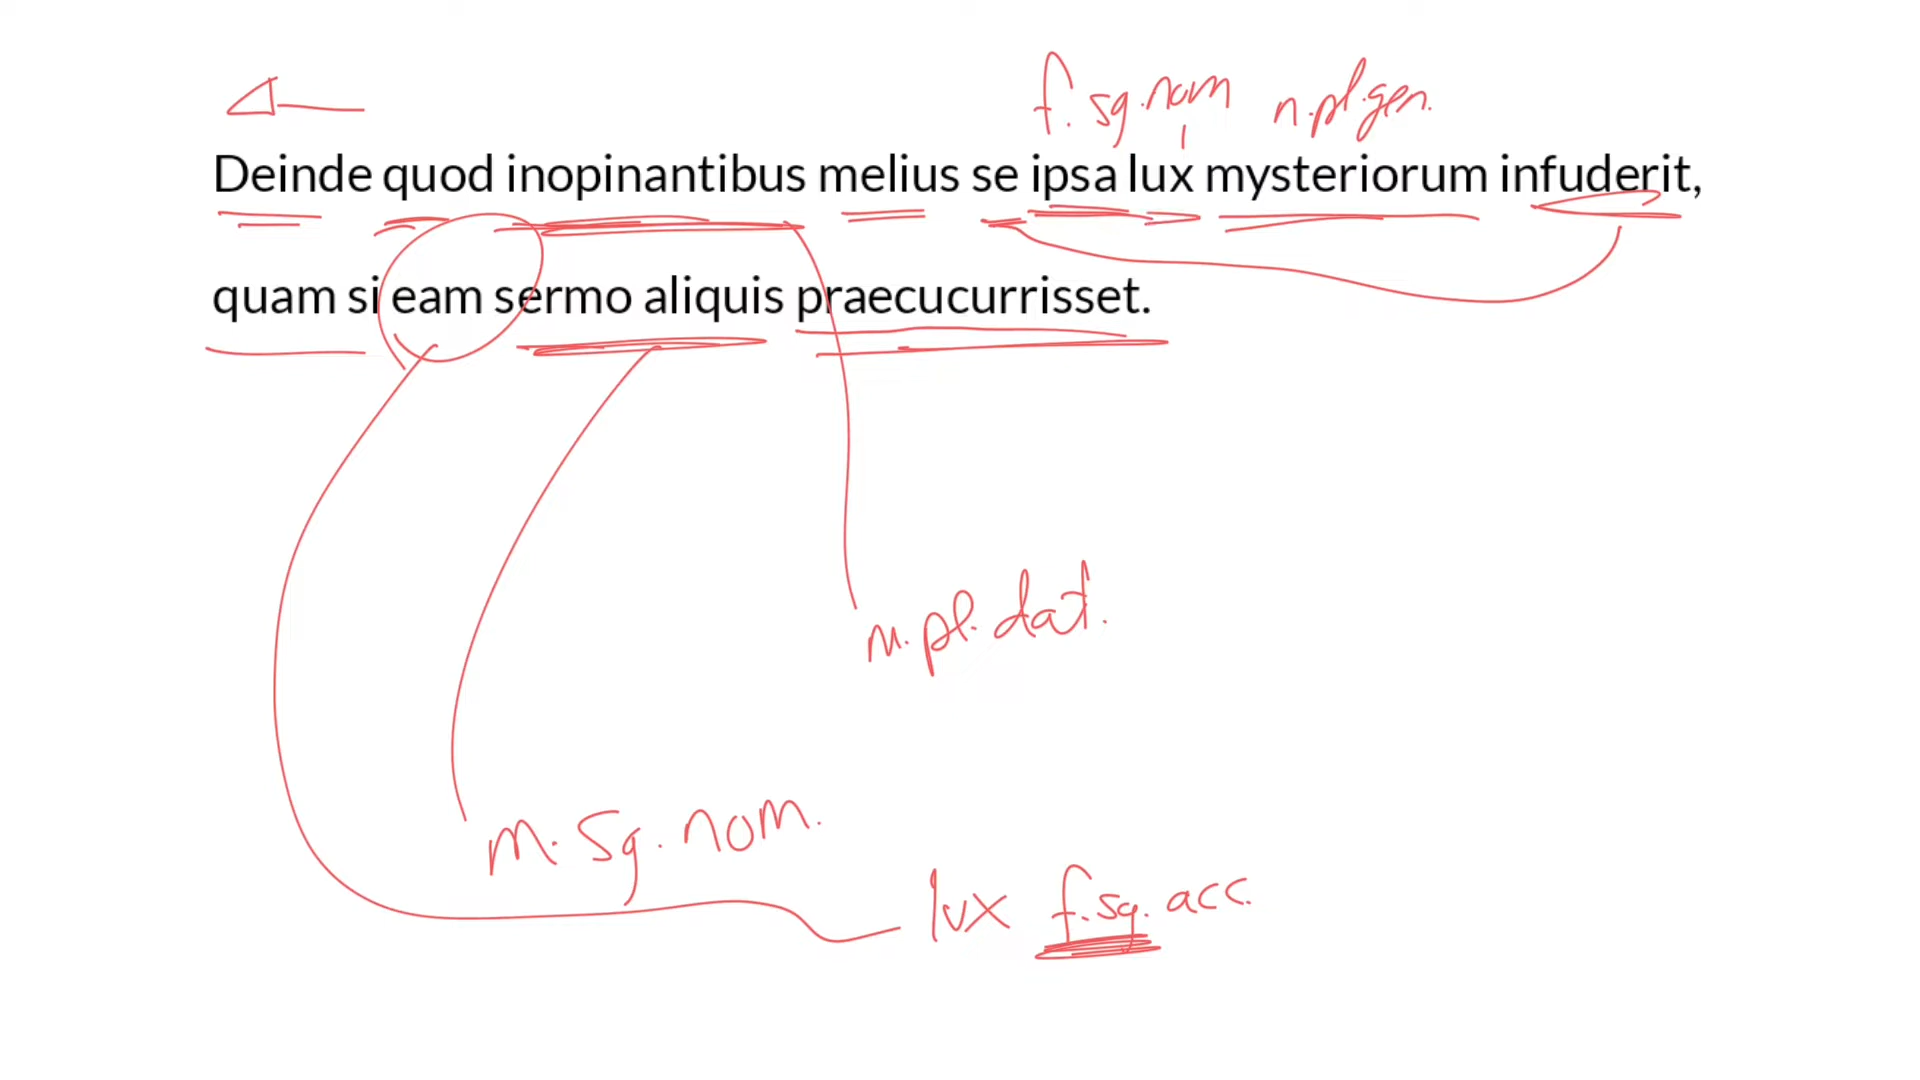 f. sg. nom n. pl. gen.
Deinde quod inopinantibus melius se ipsa lux mysteriorum infuderit,
quam si eam sermo aliquis praecucurrisset.
m. pl. dat.
m. sg. nom.
lux f. sg. acc.